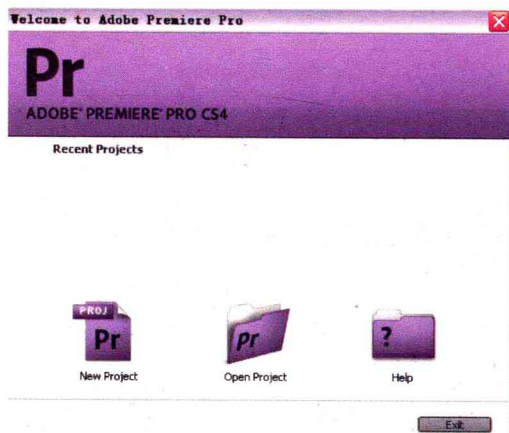 Welcome to Adobe Premiere Pro
Pr
ADOBE® PREMIERE® PRO CS4
Recent Projects
PROJ
Pr
Pr
?
New Project
Open Project
Help
Exit